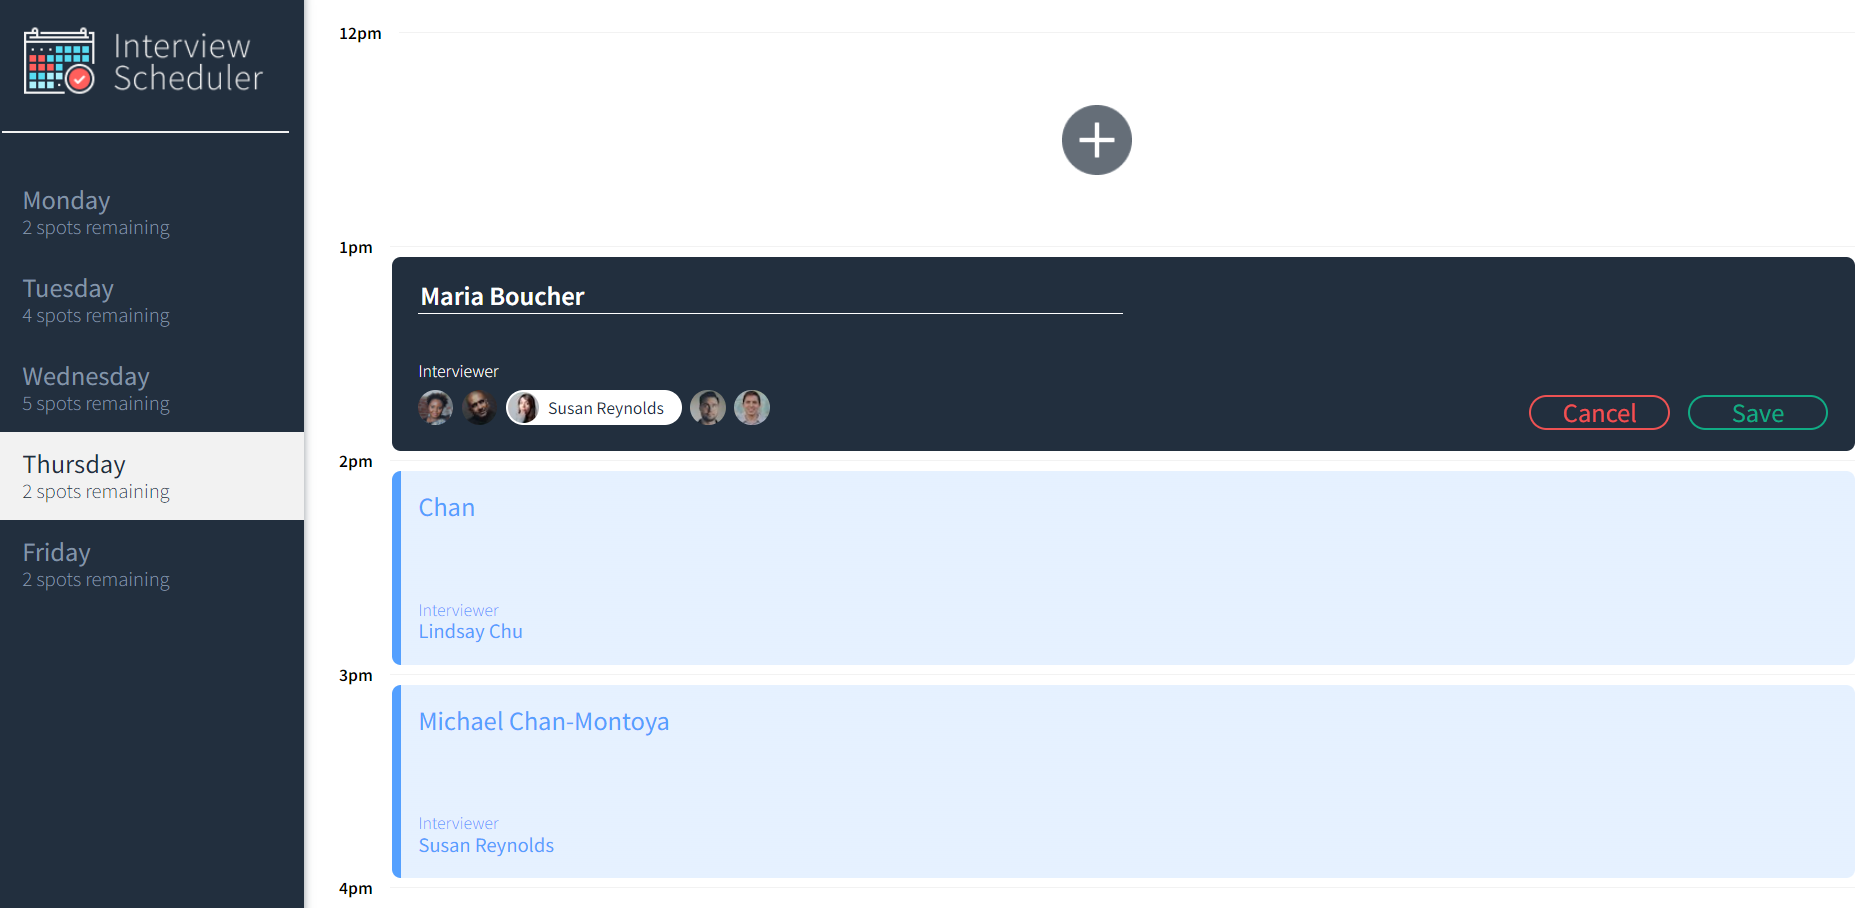 Interview
Scheduler
Monday
2 spots remaining
Tuesday
4 spots remaining
Wednesday
5 spots remaining
Thursday
2 spots remaining
Friday
2 spots remaining
12pm
1pm
Maria Boucher
Interviewer
Susan Reynolds
Cancel
Save
2pm
Chan
Interviewer
Lindsay Chu
3pm
Michael Chan-Montoya
Interviewer
Susan Reynolds
4pm